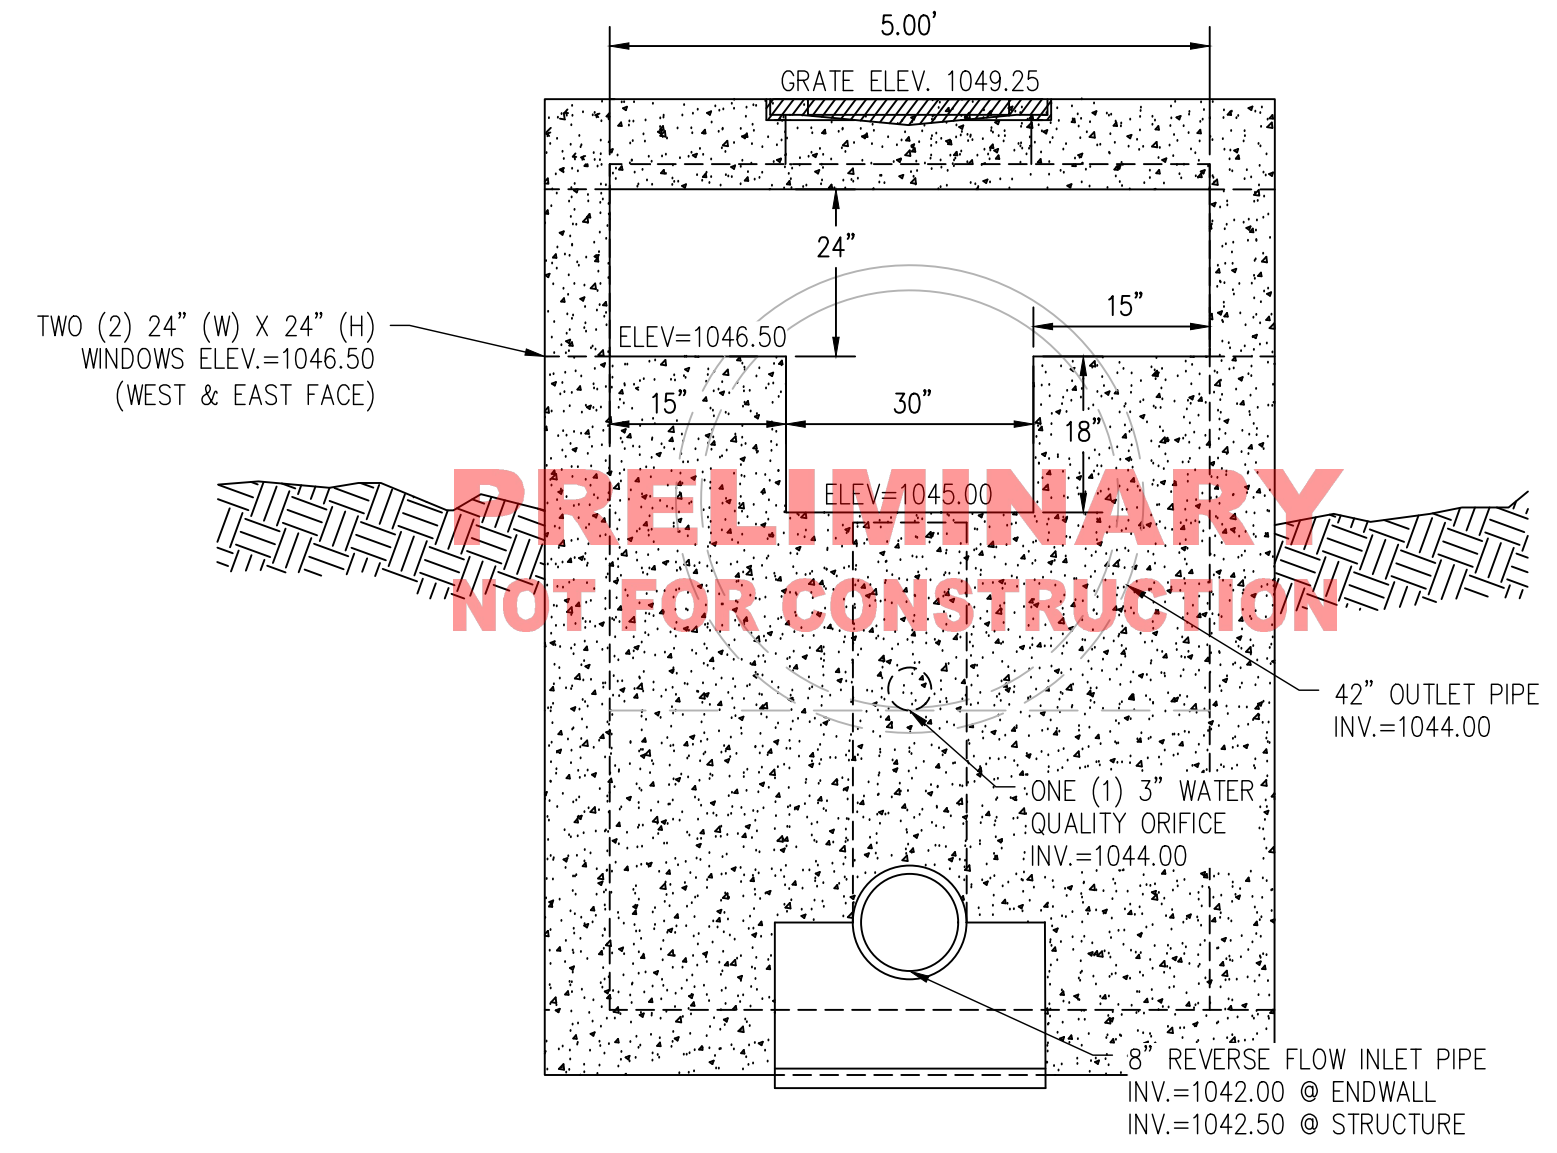 5.00'
GRATE ELEV. 1049.25
24"
15"
TWO (2) 24" (W) X 24" (H)
WINDOWS ELEV.=1046.50
(WEST & EAST FACE)
ELEV=1046.50
15"
30"
18"
ELEV=1045.00
PRELIMINARY
NOT FOR CONSTRUCTION
42" OUTLET PIPE
INV.=1044.00
ONE (1) 3" WATER
QUALITY ORIFICE
INV.=1044.00
8" REVERSE FLOW INLET PIPE
INV.=1042.00 @ ENDWALL
INV.=1042.50 @ STRUCTURE